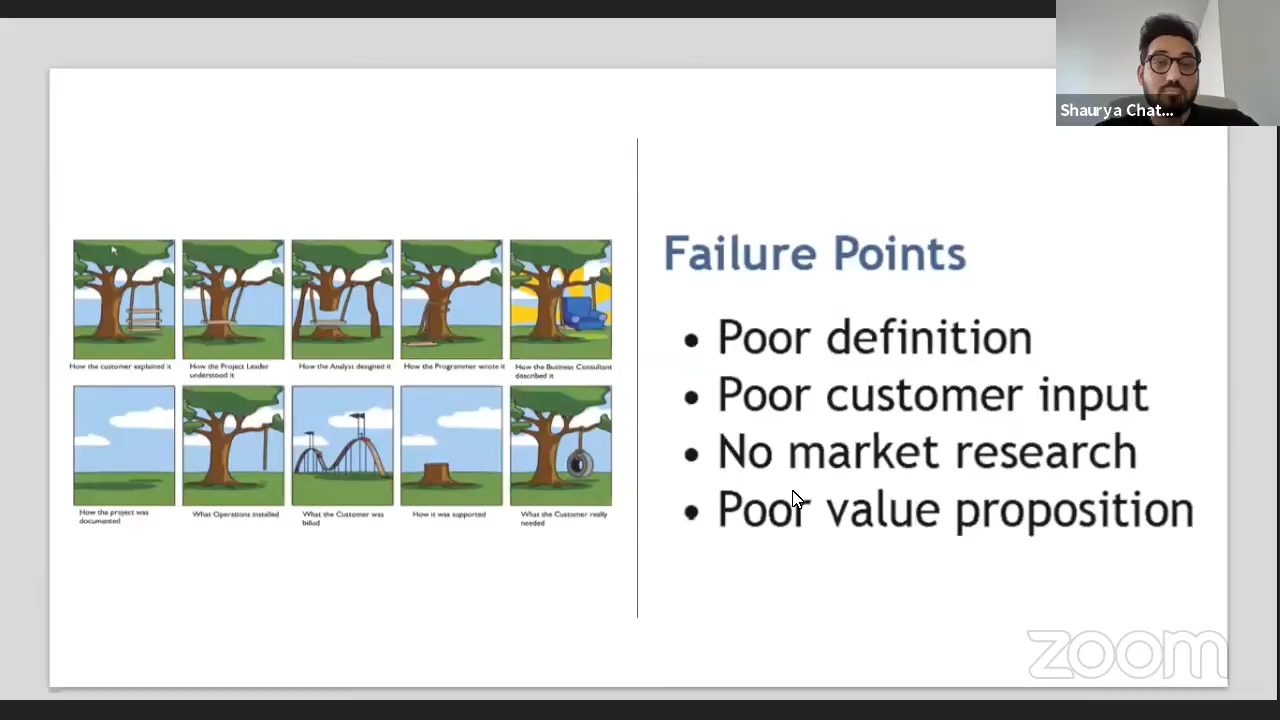 Shaurya Chat...
How the customer explained it
How the Project Leader
understood it
How the Analyst designed it
How the Programmer wrote it
How the Business Consultant
described it
How the project was
documented
What Operations installed
What the Customer was
billed
How it was supported
What the Customer really
needed
Failure Points
• Poor definition
• Poor customer input
• No market research
• Poor value proposition
zoom